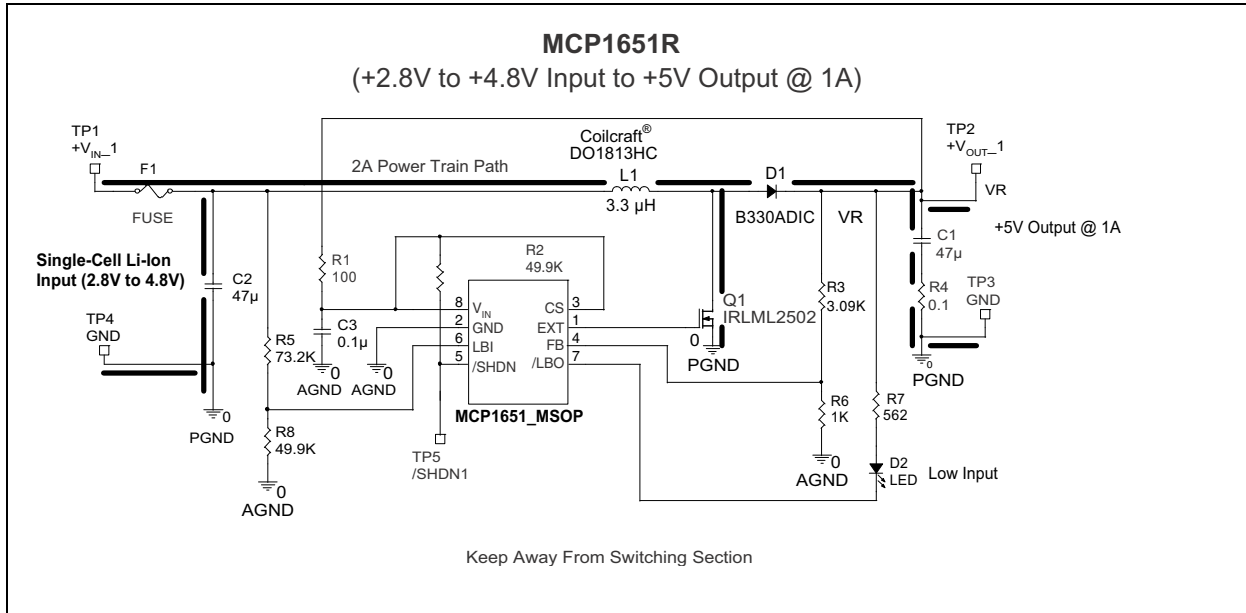 MCP1651R
(+2.8V to +4.8V Input to +5V Output @ 1A)
TP1
+VIN_1
F1
FUSE
2A Power Train Path
Coilcraft®
DO1813HC
L1
3.3 µH
D1
B330ADIC
VR
TP2
+VOUT_1
VR
+5V Output @ 1A
Single-Cell Li-Ion
Input (2.8V to 4.8V)
C2
47µ
TP4
GND
0
PGND
R5
73.2K
R8
49.9K
0
AGND
R1
100
C3
0.1µ
0
AGND
0
AGND
R2
49.9K
8
VIN
2
GND
6
LBI
5
/SHDN
CS
3
EXT
1
FB
4
/LBO
7
MCP1651_MSOP
TP5
/SHDN1
Q1
IRLML2502
0
PGND
R3
3.09K
R6
1K
0
AGND
R7
562
D2
LED
Low Input
C1
47µ
R4
0.1
TP3
GND
0
PGND
Keep Away From Switching Section